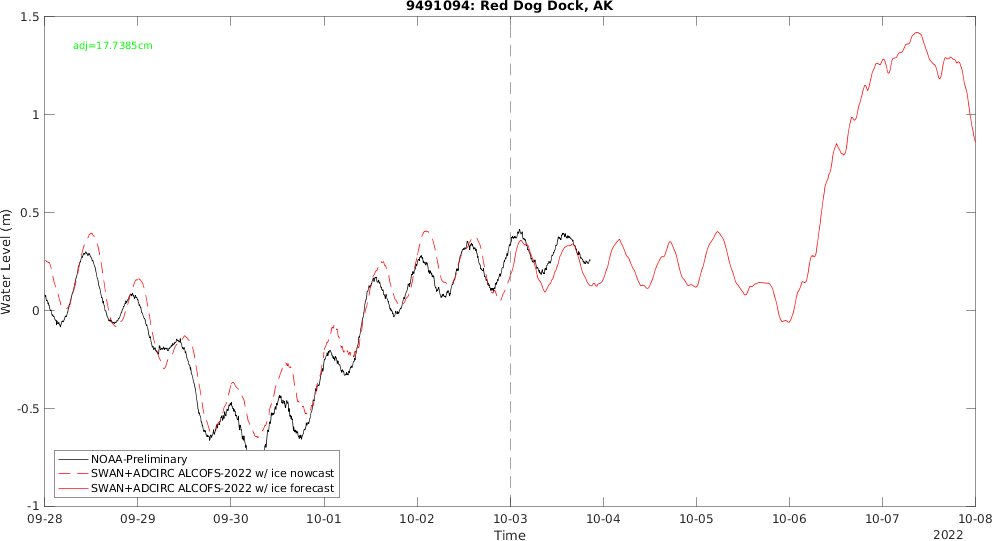 9491094: Red Dog Dock, AK
adj=17.7385cm
Water Level (m)
1.5
1
0.5
0
-0.5
-1
NOAA-Preliminary
SWAN+ADCIRC ALCOFS-2022 w/ ice nowcast
SWAN+ADCIRC ALCOFS-2022 w/ ice forecast
09-28 09-29 09-30 10-01 10-02 10-03 10-04 10-05 10-06 10-07 10-08
Time
2022